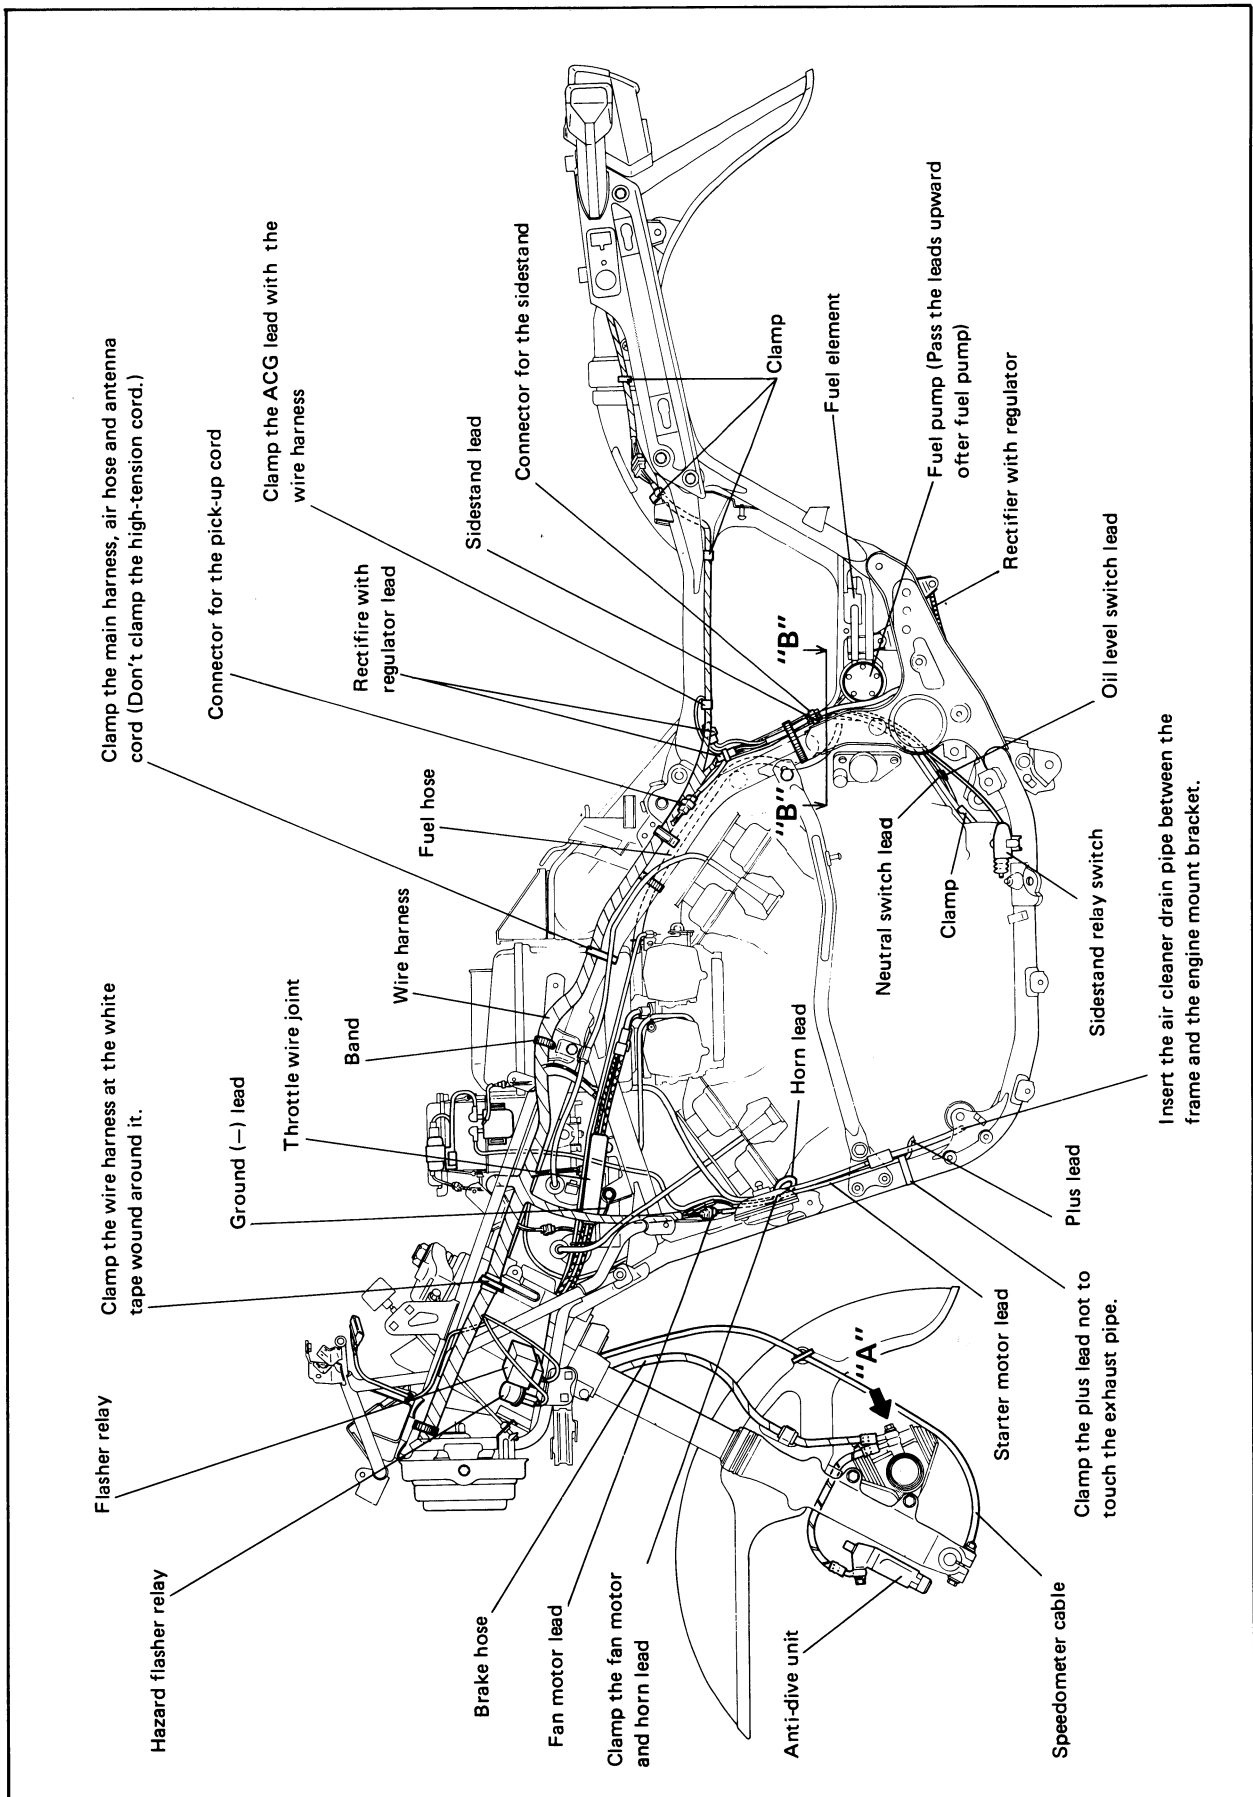 Hazard flasher relay
Flasher relay
Clamp the wire harness at the white
tape wound around it.
Ground (—) lead
Throttle wire joint
Band
Wire harness
Fuel hose
Clamp the main harness, air hose and antenna
cord (Don't clamp the high-tension cord.)
Connector for the pick-up cord
Rectifire with
regulator lead
Clamp the ACG lead with the
wire harness
Sidestand lead
Connector for the sidestand
Clamp
Fuel element
Fuel pump (Pass the leads upward
ofter fuel pump)
Rectifier with regulator
Oil level switch lead
"B"
"B"
Neutral switch lead
Clamp
Sidestand relay switch
Insert the air cleaner drain pipe between the
frame and the engine mount bracket.
Horn lead
Plus lead
Clamp the plus lead not to
touch the exhaust pipe.
Starter motor lead
"A"
Brake hose
Fan motor lead
Clamp the fan motor
and horn lead
Anti-dive unit
Speedometer cable